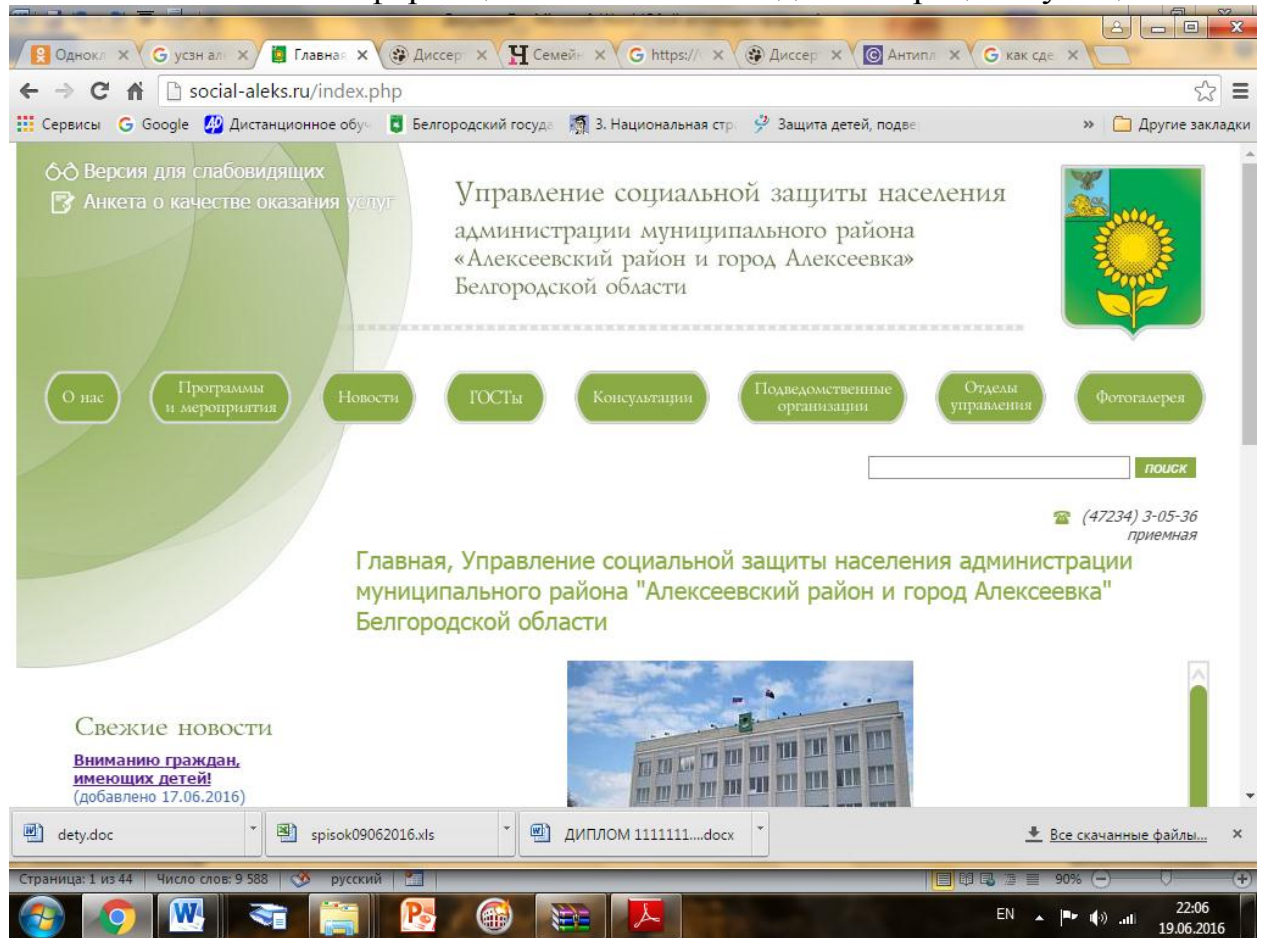 Однокл
усзн ал
Главная
Диссер
Семейн
https://
Диссер
Антипл
как сде
social-aleks.ru/index.php
Сервисы
Google
Дистанционное обу
Белгородский госуда
3. Национальная стр
Защита детей, подве
»
Другие закладки
Версия для слабовидящих
Анкета о качестве оказания услуг
Управление социальной защиты населения
администрации муниципального района
«Алексеевский район и город Алексеевка»
Белгородской области
О нас
Программы
и мероприятия
Новости
ГОСТы
Консультации
Подведомственные
организации
Отделы
управления
Фотогалерея
поиск
(47234) 3-05-36
приемная
Главная, Управление социальной защиты населения администрации
муниципального района "Алексеевский район и город Алексеевка"
Белгородской области
Свежие новости
Вниманию граждан,
имеющих детей!
(добавлено 17.06.2016)
dety.doc
spisok09062016.xls
ДИПЛОМ 1111111....docx
Все скачанные файлы...
Страница: 1 из 44
Число слов: 9 588
русский
90%
EN
22:06
19.06.2016